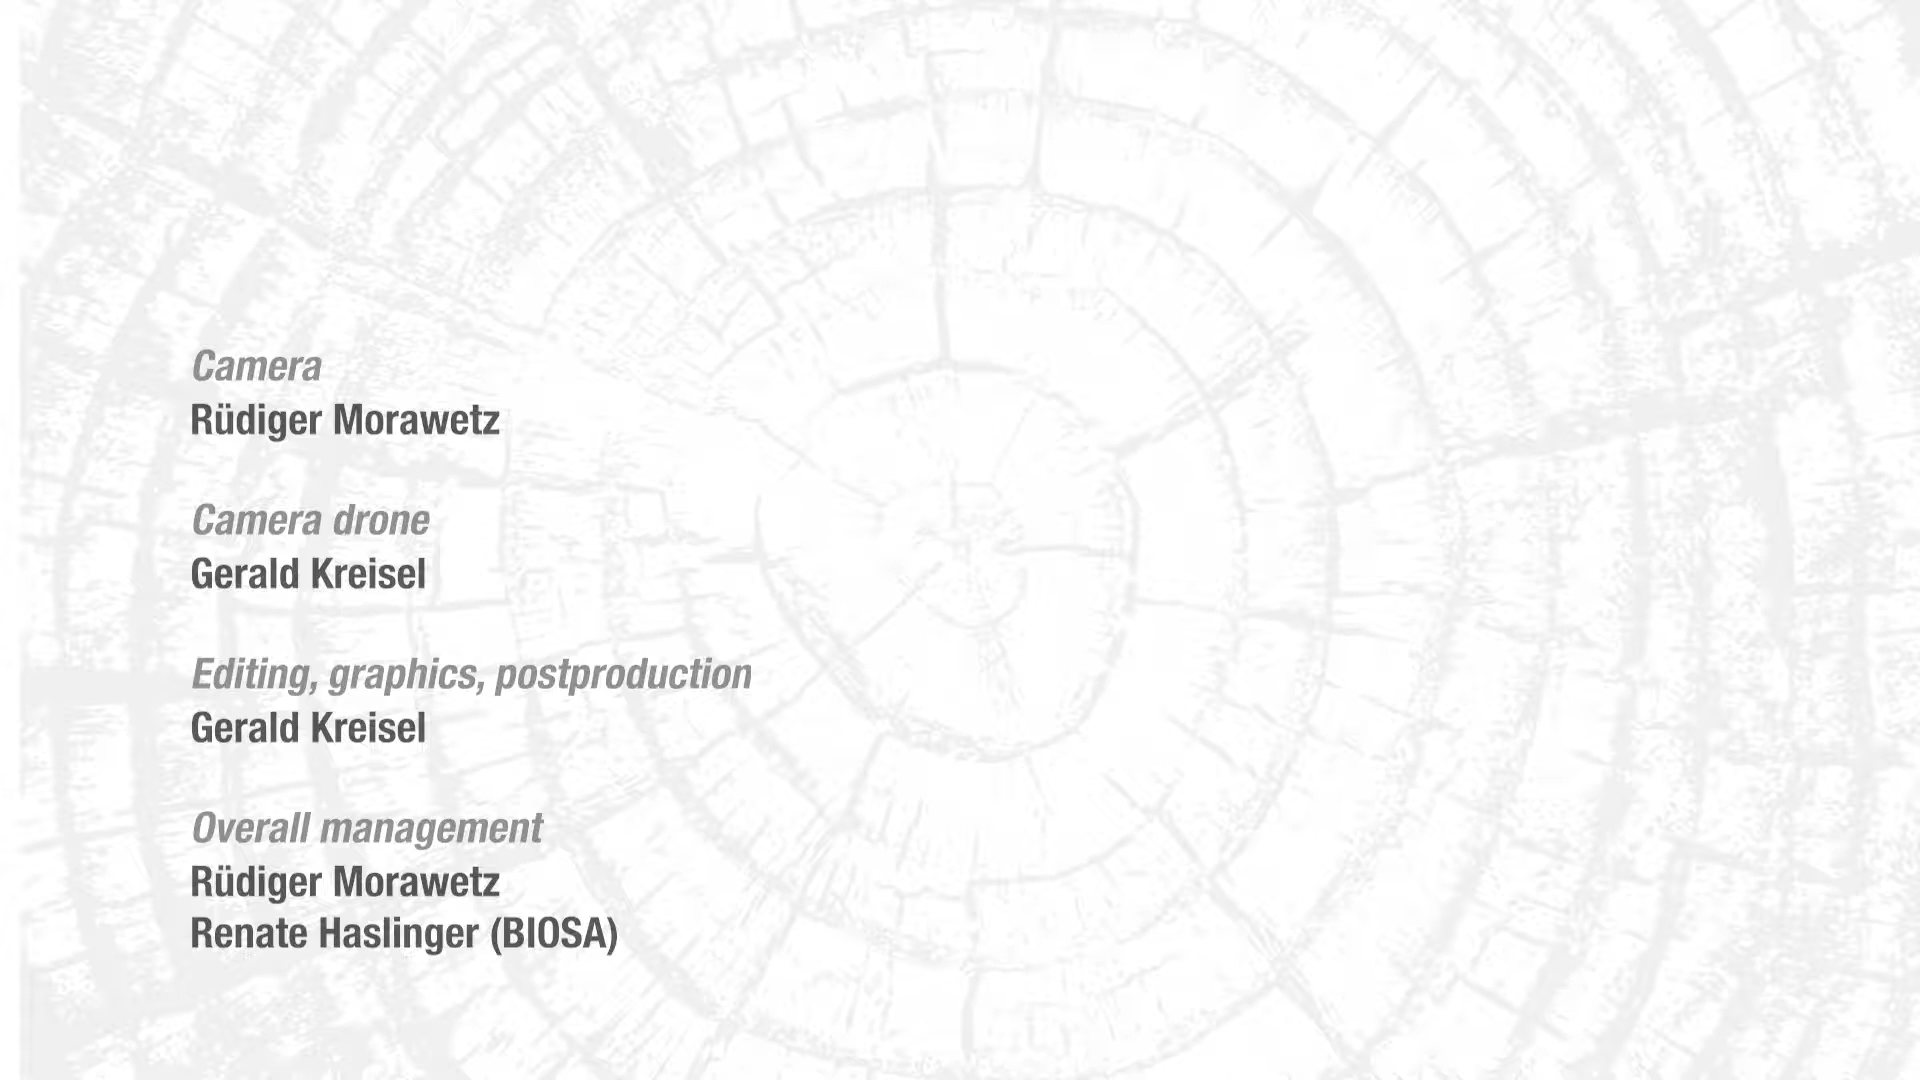 Camera
Rüdiger Morawetz
Camera drone
Gerald Kreisel
Editing, graphics, postproduction
Gerald Kreisel
Overall management
Rüdiger Morawetz
Renate Haslinger (BIOSA)